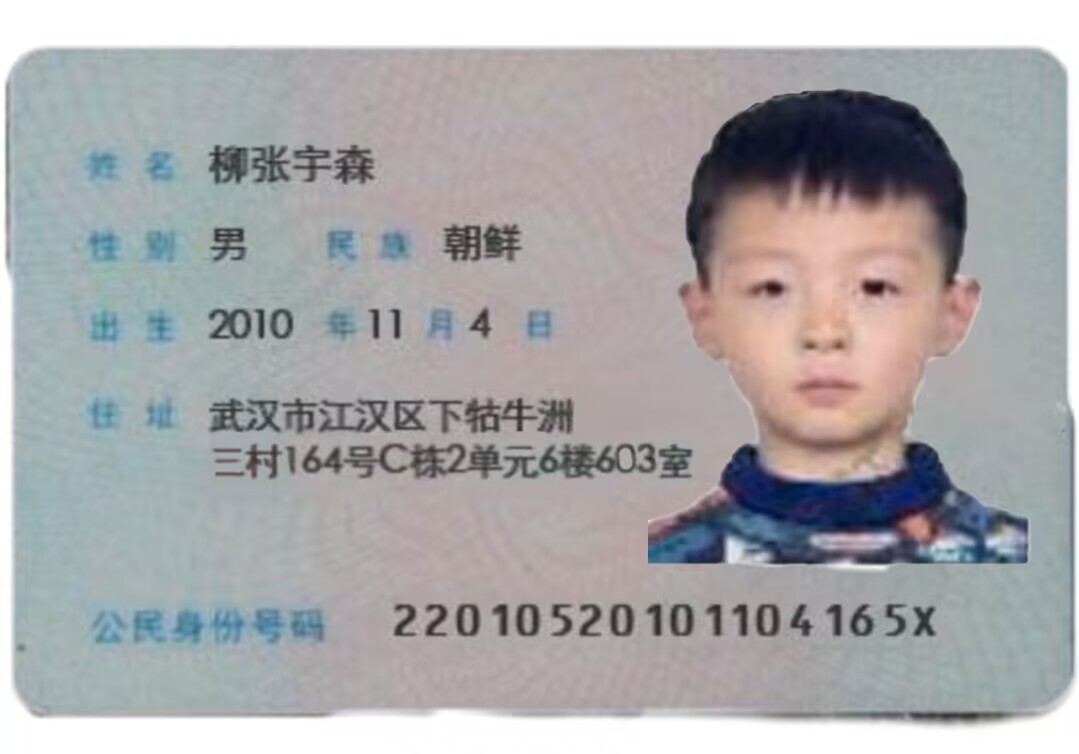 姓名 柳张宇森
性别 男 民族 朝鲜
出生 2010 年 11 月 4 日
住址 武汉市江汉区下牯牛洲
三村164号C栋2单元6楼603室
公民身份号码 22010520101104165X